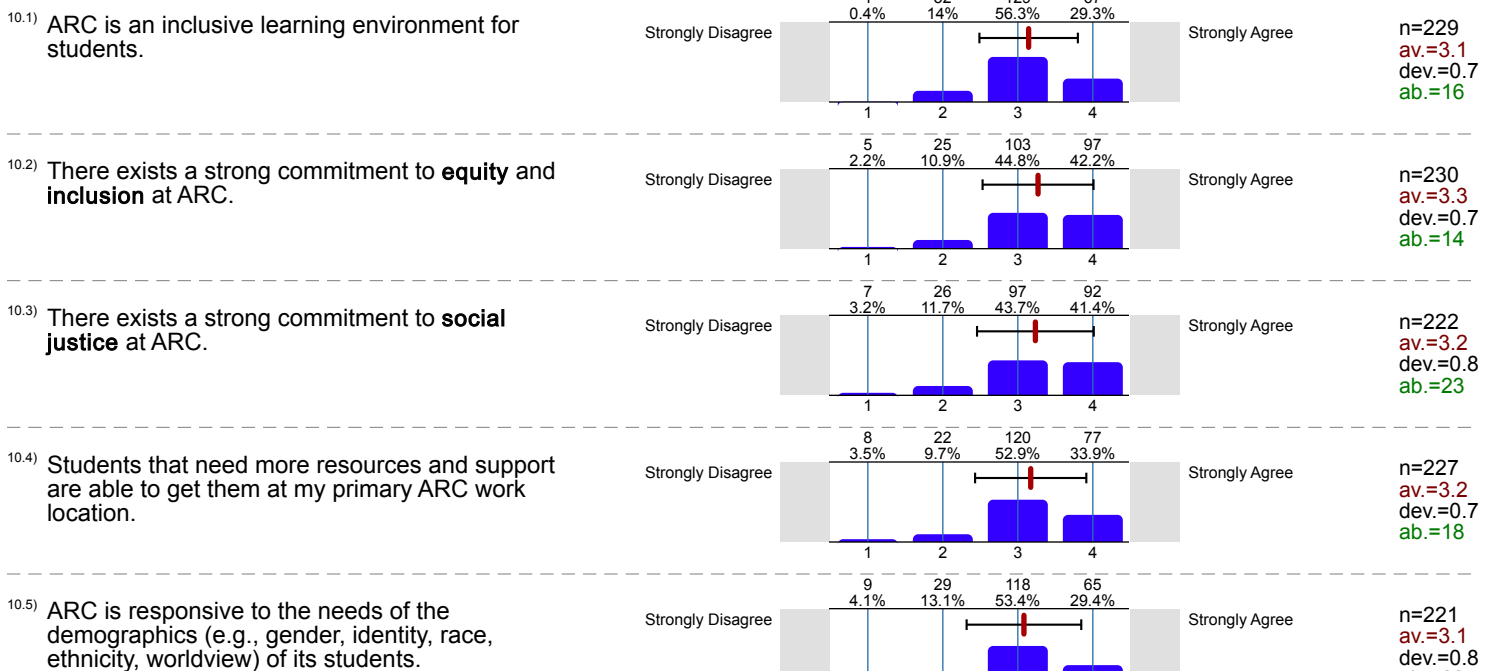 0.4% 14% 56.3% 29.3%
10.1) ARC is an inclusive learning environment for
students.
Strongly Disagree
Strongly Agree
1 2 3 4
n=229
av.=3.1
dev.=0.7
ab.=16
5 25 103 97
2.2% 10.9% 44.8% 42.2%
10.2) There exists a strong commitment to equity and
inclusion at ARC.
Strongly Disagree
Strongly Agree
1 2 3 4
n=230
av.=3.3
dev.=0.7
ab.=14
7 26 97 92
3.2% 11.7% 43.7% 41.4%
10.3) There exists a strong commitment to social
justice at ARC.
Strongly Disagree
Strongly Agree
1 2 3 4
n=222
av.=3.2
dev.=0.8
ab.=23
8 22 120 77
3.5% 9.7% 52.9% 33.9%
10.4) Students that need more resources and support
are able to get them at my primary ARC work
location.
Strongly Disagree
Strongly Agree
1 2 3 4
n=227
av.=3.2
dev.=0.7
ab.=18
9 29 118 65
4.1% 13.1% 53.4% 29.4%
10.5) ARC is responsive to the needs of the
demographics (e.g., gender, identity, race,
ethnicity, worldview) of its students.
Strongly Disagree
Strongly Agree
n=221
av.=3.1
dev.=0.8